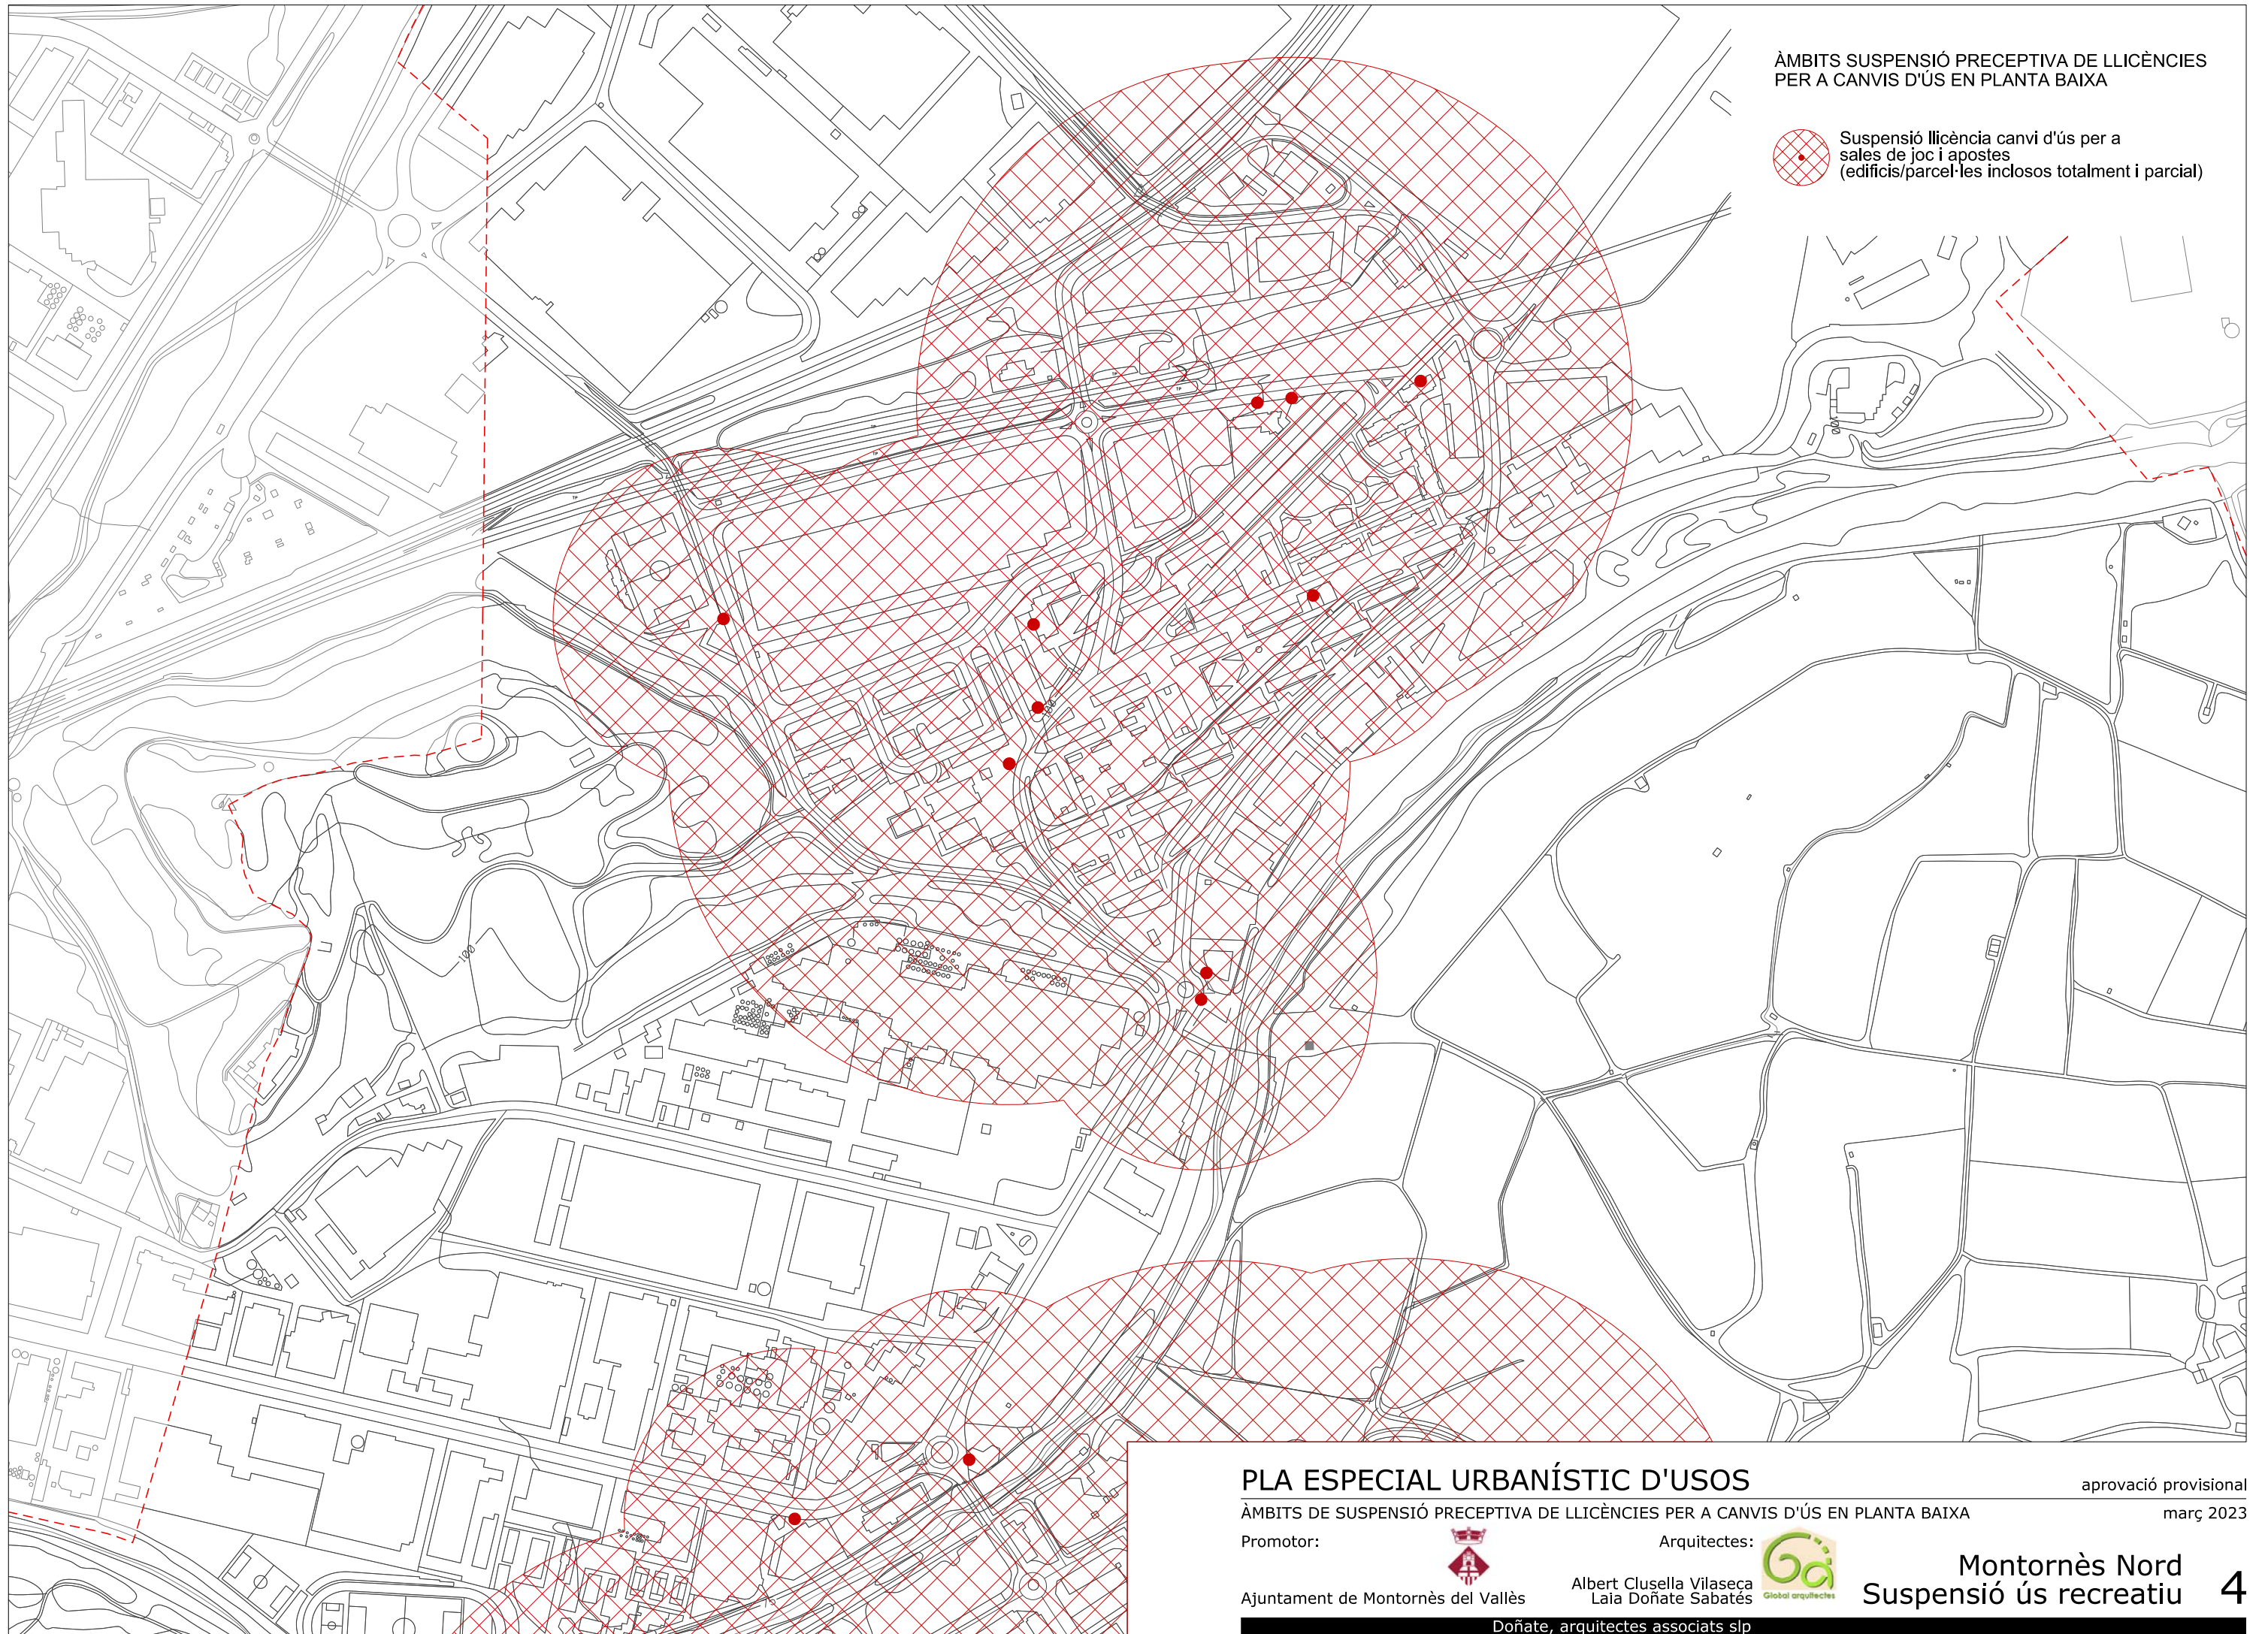 ÀMBITS SUSPENSIÓ PRECEPTIVA DE LLICÈNCIES
PER A CANVIS D'ÚS EN PLANTA BAIXA
Suspensió llicència canvi d'ús per a
sales de joc i apostes
(edificis/parcel·les inclosos totalment i parcial)
100
PLA ESPECIAL URBANÍSTIC D'USOS
aprovació provisional
ÀMBITS DE SUSPENSIÓ PRECEPTIVA DE LLICÈNCIES PER A CANVIS D'ÚS EN PLANTA BAIXA
març 2023
Promotor:
Ajuntament de Montornès del Vallès
Arquitectes:
Albert Clusella Vilaseca
Laia Doñate Sabatés
Global arquitectes
Montornès Nord
Suspensió ús recreatiu
4
Doñate, arquitectes associats slp